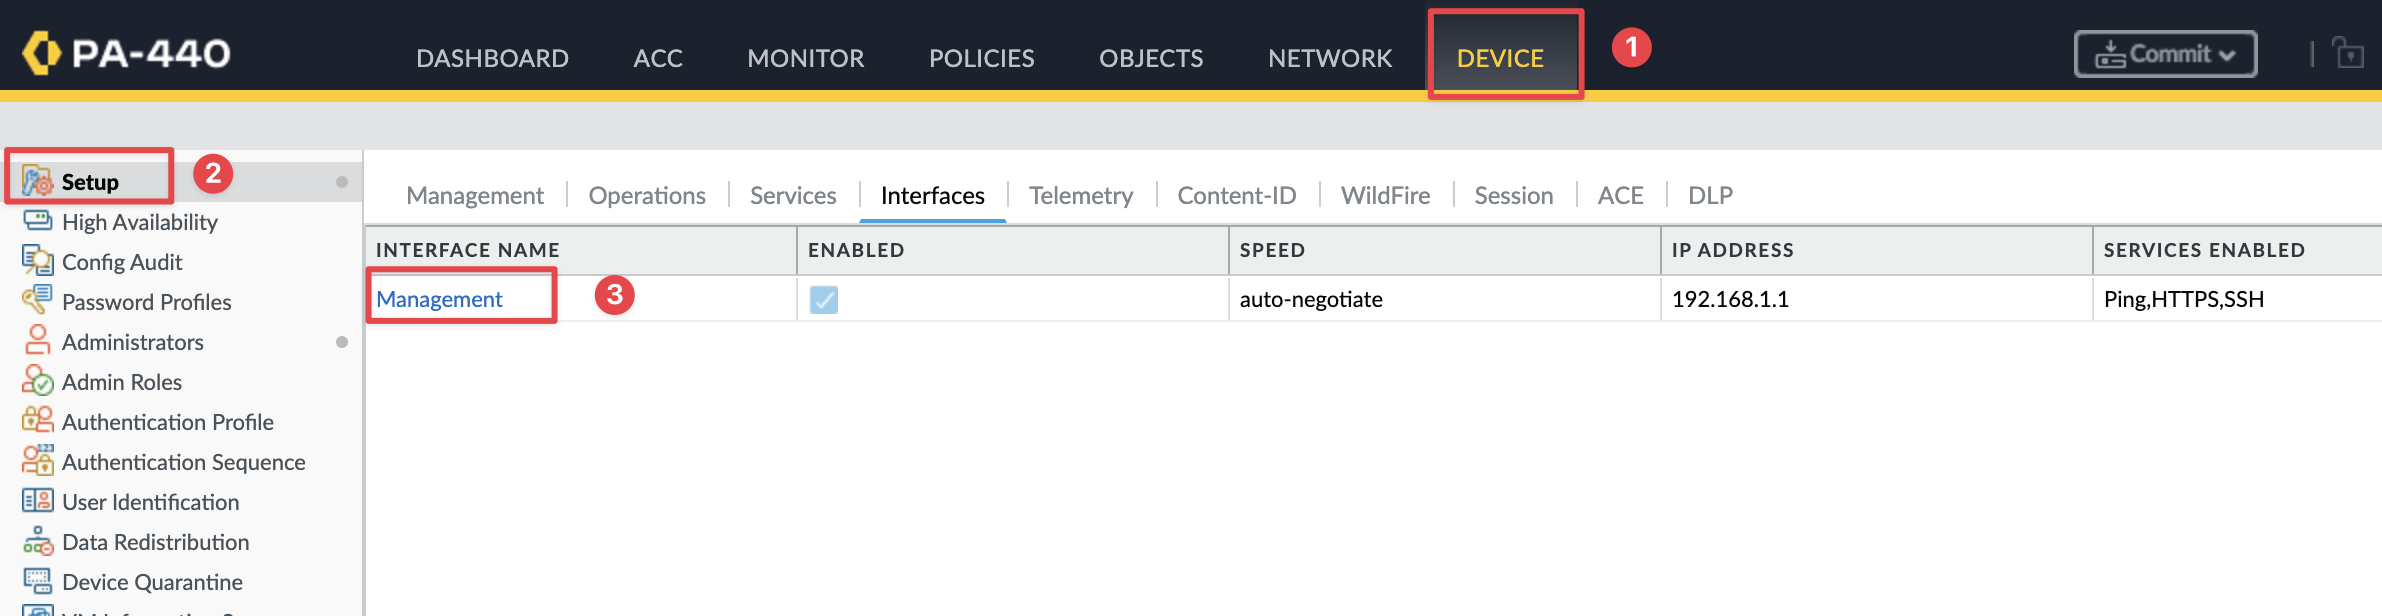 PA-440
DASHBOARD ACC MONITOR POLICIES OBJECTS NETWORK DEVICE 1 Commit
Setup 2
High Availability
Config Audit
Password Profiles
Administrators
Admin Roles
Authentication Profile
Authentication Sequence
User Identification
Data Redistribution
Device Quarantine
Management Operations Services Interfaces Telemetry Content-ID WildFire Session ACE DLP
INTERFACE NAME ENABLED SPEED IP ADDRESS SERVICES ENABLED
Management 3 auto-negotiate 192.168.1.1 Ping,HTTPS,SSH